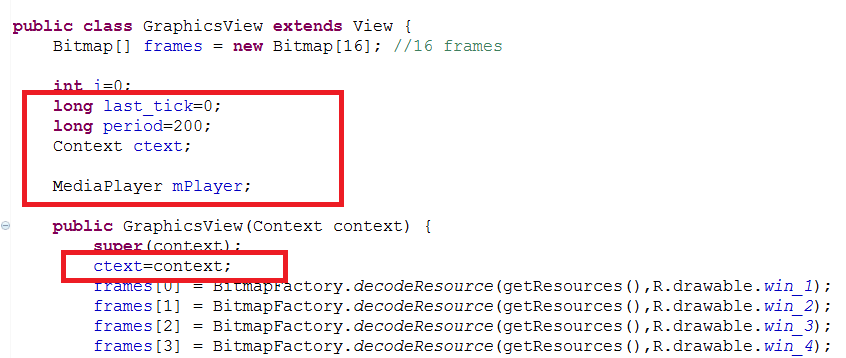 public class GraphicsView extends View {
Bitmap[] frames = new Bitmap[16]; //16 frames
int i=0;
long last_tick=0;
long period=200;
Context ctext;
MediaPlayer mPlayer;
public GraphicsView(Context context) {
super(context);
ctext=context;
frames[0] = BitmapFactory.decodeResource(getResources(),R.drawable.win_1);
frames[1] = BitmapFactory.decodeResource(getResources(),R.drawable.win_2);
frames[2] = BitmapFactory.decodeResource(getResources(),R.drawable.win_3);
frames[3] = BitmapFactory.decodeResource(getResources(),R.drawable.win_4);